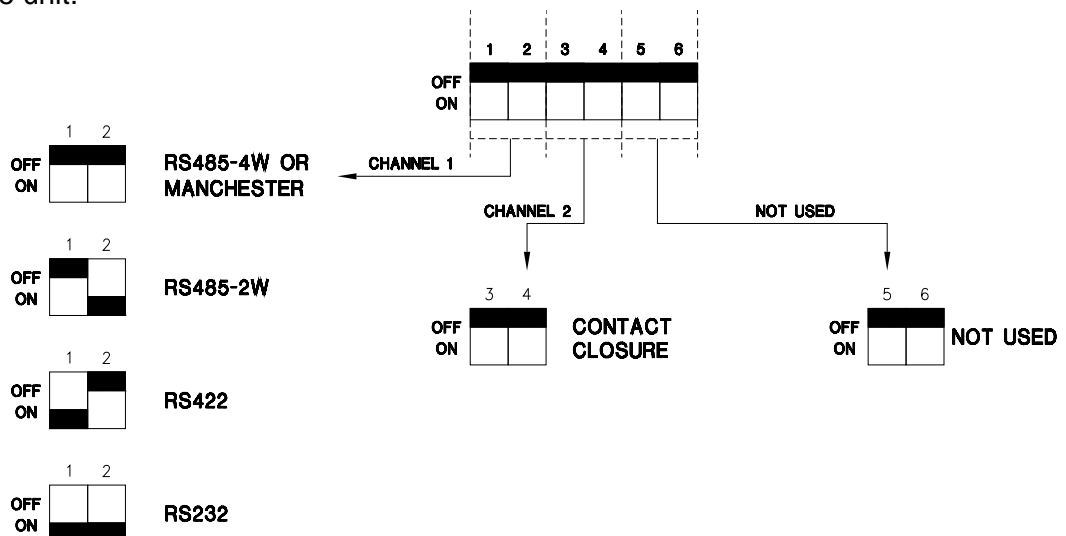 unit.
1 2 3 4 5 6
OFF
ON
CHANNEL 1
CHANNEL 2
NOT USED
1 2
OFF
ON
RS485-4W OR
MANCHESTER
1 2
OFF
ON
RS485-2W
1 2
OFF
ON
RS422
1 2
OFF
ON
RS232
3 4
OFF
ON
CONTACT
CLOSURE
5 6
OFF
ON
NOT USED